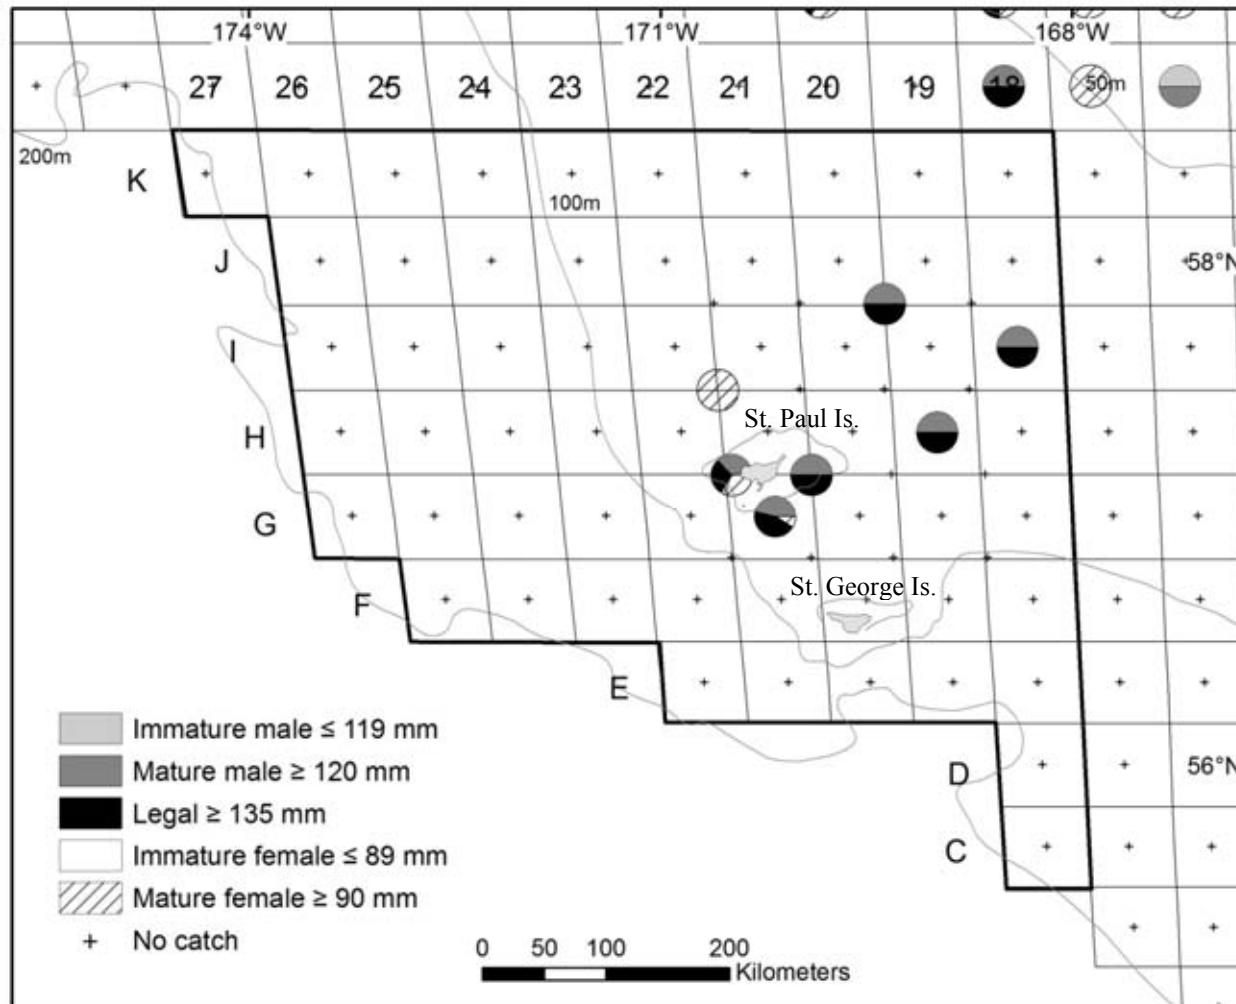 174°W 171°W 168°W
27 26 25 24 23 22 21 20 19 18 50m
200m
K
100m
J 58°N
I
St. Paul Is.
H
G
St. George Is.
F
E
Immature male ≤ 119 mm
Mature male ≥ 120 mm
D 56°N
Legal ≥ 135 mm
C
Immature female ≤ 89 mm
Mature female ≥ 90 mm
No catch
0 50 100 200
Kilometers